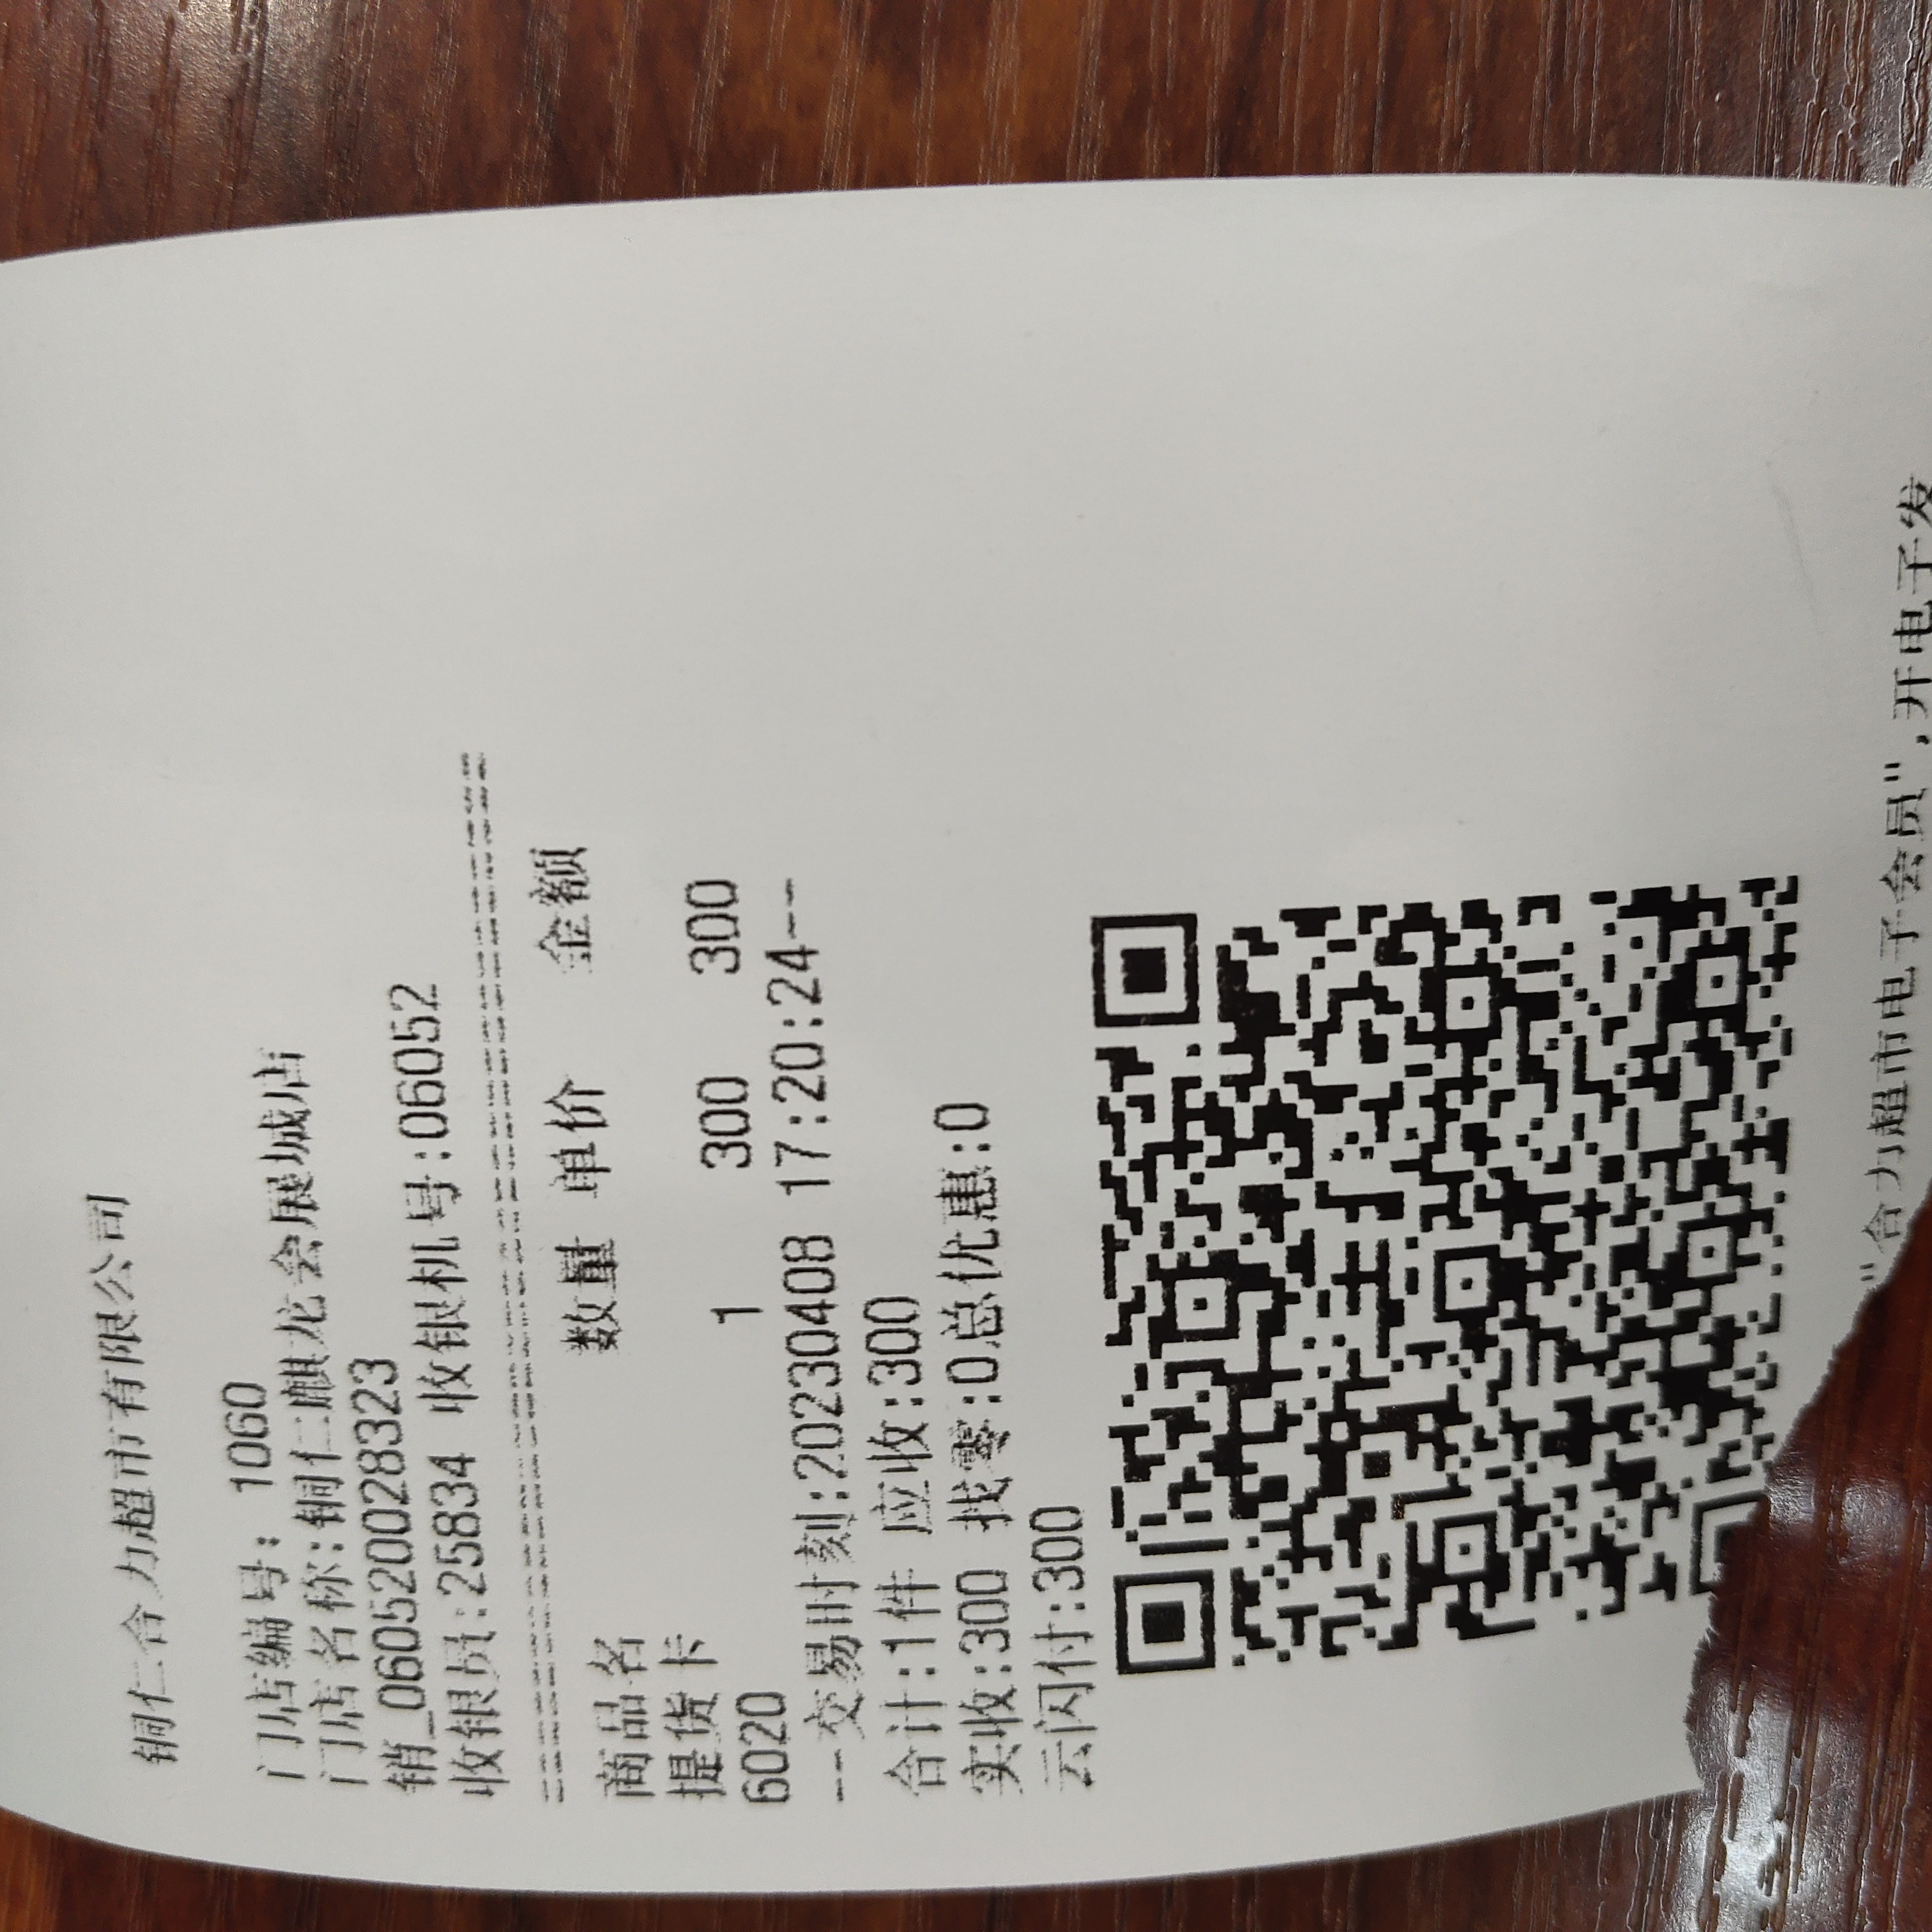 铜仁合力超市有限公司
门店编号: 1060
门店名称:铜仁麒龙会展城店
销_0605200028323
收银员:25834 收银机号:06052
商品名 数量 单价 金额
提货卡
6020 1 300 300
--交易时刻:20230408 17:20:24--
合计:1件 应收:300
实收:300 找零:0总优惠:0
云闪付:300
"合力超市电子会员",开电子发